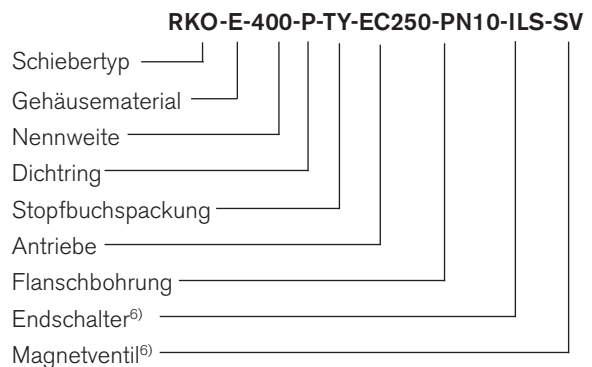 RKO-E-400-P-TY-EC250-PN10-ILS-SV
Schiebertyp
Gehäusematerial
Nennweite
Dichtring
Stopfbuchspackung
Antriebe
Flanschbohrung
Endschalter⁶⁾
Magnetventil⁶⁾